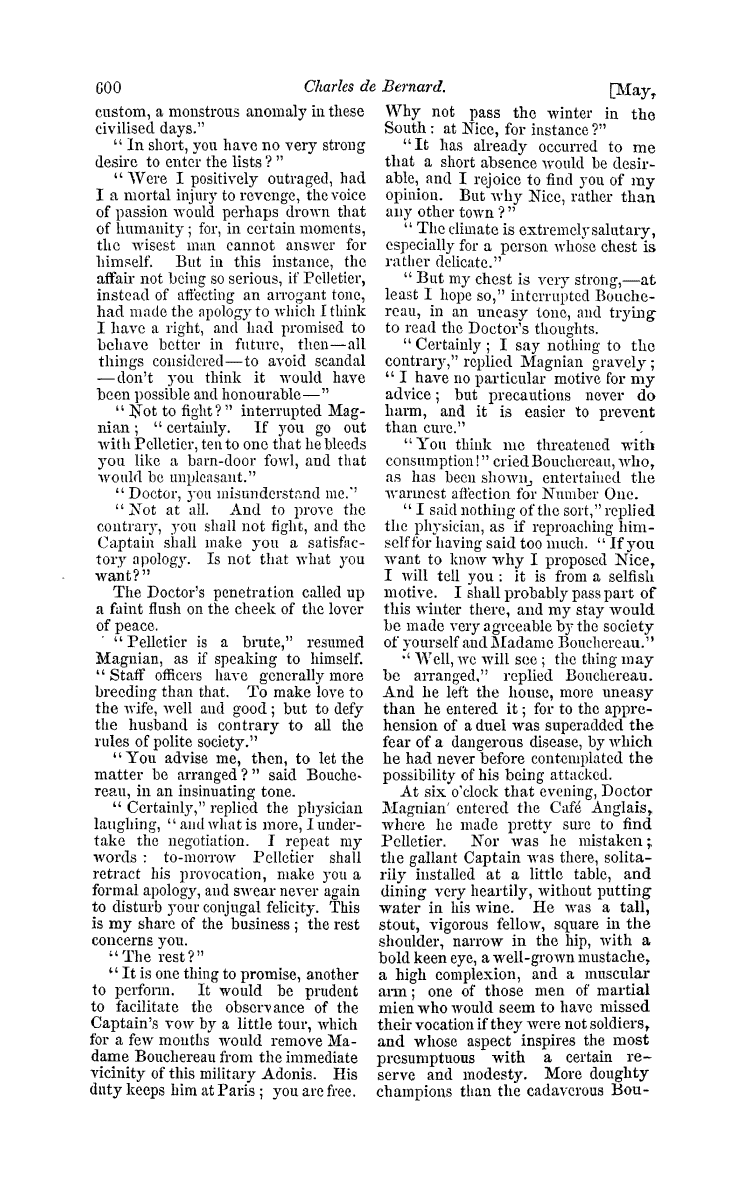 600
Charles de Bernard.
[May,
custom, a monstrous anomaly in these
civilised days."
"In short, you have no very strong
desire to enter the lists?"
"Were I positively outraged, had
I a mortal injury to revenge, the voice
of passion would perhaps drown that
of humanity; for, in certain moments,
the wisest man cannot answer for
himself. But in this instance, the
affair not being so serious, if Pelletier,
instead of affecting an arrogant tone,
had made the apology to which I think
I have a right, and had promised to
behave better in future, then—all
things considered—to avoid scandal
—don't you think it would have
been possible and honourable—"
"Not to fight?" interrupted Mag-
nian; "certainly. If you go out
with Pelletier, ten to one that he bleeds
you like a barn-door fowl, and that
would be unpleasant."
"Doctor, you misunderstand me."
"Not at all. And to prove the
contrary, you shall not fight, and the
Captain shall make you a satisfac-
tory apology. Is not that what you
want?"
The Doctor's penetration called up
a faint flush on the cheek of the lover
of peace.
"Pelletier is a brute," resumed
Magnian, as if speaking to himself.
"Staff officers have generally more
breeding than that. To make love to
the wife, well and good; but to defy
the husband is contrary to all the
rules of polite society."
"You advise me, then, to let the
matter be arranged?" said Bouche-
reau, in an insinuating tone.
"Certainly," replied the physician
laughing, "and what is more, I under-
take the negotiation. I repeat my
words: to-morrow Pelletier shall
retract his provocation, make you a
formal apology, and swear never again
to disturb your conjugal felicity. This
is my share of the business; the rest
concerns you.
"The rest?"
"It is one thing to promise, another
to perform. It would be prudent
to facilitate the observance of the
Captain's vow by a little tour, which
for a few months would remove Ma-
dame Bouchereau from the immediate
vicinity of this military Adonis. His
duty keeps him at Paris; you are free.
Why not pass the winter in the
South: at Nice, for instance?"
"It has already occurred to me
that a short absence would be desir-
able, and I rejoice to find you of my
opinion. But why Nice, rather than
any other town?"
"The climate is extremely salutary,
especially for a person whose chest is
rather delicate."
"But my chest is very strong,—at
least I hope so," interrupted Bouche-
reau, in an uneasy tone, and trying
to read the Doctor's thoughts.
"Certainly; I say nothing to the
contrary," replied Magnian gravely;
"I have no particular motive for my
advice; but precautions never do
harm, and it is easier to prevent
than cure."
"You think me threatened with
consumption!" cried Bouchereau, who,
as has been shown, entertained the
warmest affection for Number One.
"I said nothing of the sort," replied
the physician, as if reproaching him-
self for having said too much. "If you
want to know why I proposed Nice,
I will tell you: it is from a selfish
motive. I shall probably pass part of
this winter there, and my stay would
be made very agreeable by the society
of yourself and Madame Bouchereau."
"Well, we will see; the thing may
be arranged," replied Bouchereau.
And he left the house, more uneasy
than he entered it; for to the appre-
hension of a duel was superadded the
fear of a dangerous disease, by which
he had never before contemplated the
possibility of his being attacked.
At six o'clock that evening, Doctor
Magnian entered the Café Anglais,
where he made pretty sure to find
Pelletier. Nor was he mistaken;
the gallant Captain was there, solita-
rily installed at a little table, and
dining very heartily, without putting
water in his wine. He was a tall,
stout, vigorous fellow, square in the
shoulder, narrow in the hip, with a
bold keen eye, a well-grown mustache,
a high complexion, and a muscular
arm; one of those men of martial
mien who would seem to have missed
their vocation if they were not soldiers,
and whose aspect inspires the most
presumptuous with a certain re-
serve and modesty. More doughty
champions than the cadaverous Bou-